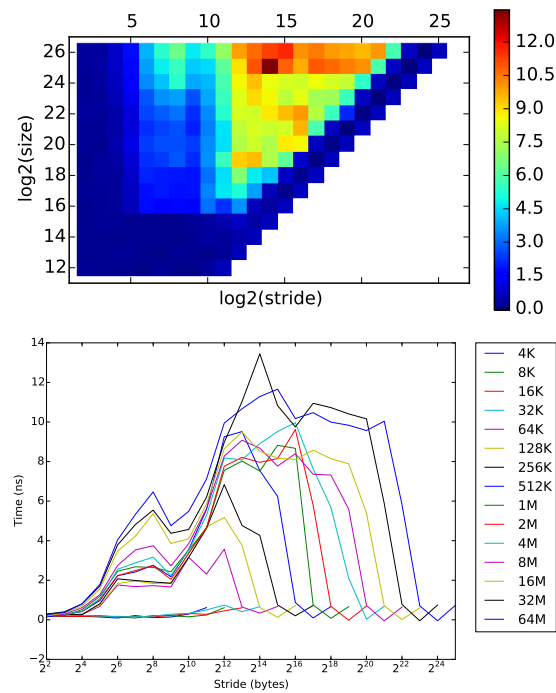 5 10 15 20 25
26
24
22
20
18
16
14
12
log2(size)
log2(stride)
12.0
10.5
9.0
7.5
6.0
4.5
3.0
1.5
0.0
14
12
10
8
6
4
2
0
−2
Time (ns)
2^2 2^4 2^6 2^8 2^10 2^12 2^14 2^16 2^18 2^20 2^22 2^24
Stride (bytes)
4K
8K
16K
32K
64K
128K
256K
512K
1M
2M
4M
8M
16M
32M
64M